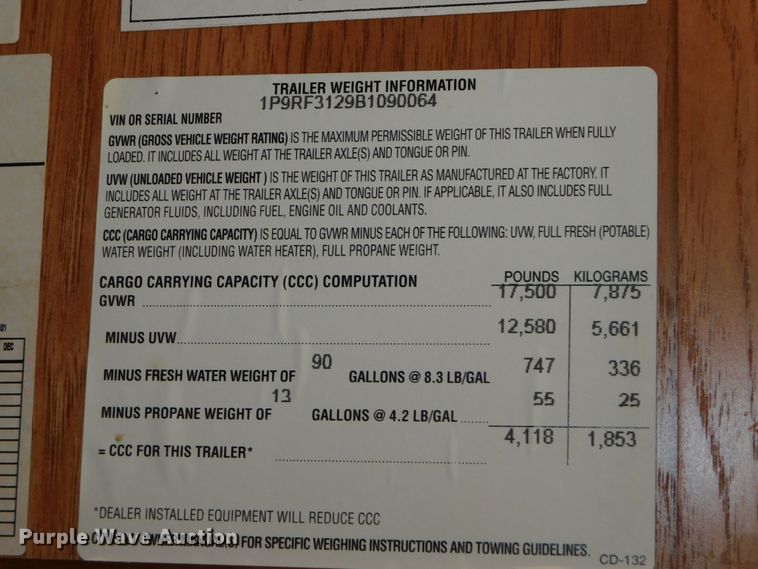 TRAILER WEIGHT INFORMATION
1P9RF3129B1090064
VIN OR SERIAL NUMBER
GVWR (GROSS VEHICLE WEIGHT RATING) IS THE MAXIMUM PERMISSIBLE WEIGHT OF THIS TRAILER WHEN FULLY
LOADED. IT INCLUDES ALL WEIGHT AT THE TRAILER AXLE(S) AND TONGUE OR PIN.
UVW (UNLOADED VEHICLE WEIGHT ) IS THE WEIGHT OF THIS TRAILER AS MANUFACTURED AT THE FACTORY. IT
INCLUDES ALL WEIGHT AT THE TRAILER AXLE(S) AND TONGUE OR PIN. IF APPLICABLE, IT ALSO INCLUDES FULL
GENERATOR FLUIDS, INCLUDING FUEL, ENGINE OIL AND COOLANTS.
CCC (CARGO CARRYING CAPACITY) IS EQUAL TO GVWR MINUS EACH OF THE FOLLOWING: UVW, FULL FRESH (POTABLE)
WATER WEIGHT (INCLUDING WATER HEATER), FULL PROPANE WEIGHT.
CARGO CARRYING CAPACITY (CCC) COMPUTATION POUNDS KILOGRAMS
GVWR 17,500 7,875
MINUS UVW 12,580 5,661
MINUS FRESH WATER WEIGHT OF 90 GALLONS @ 8.3 LB/GAL 747 336
MINUS PROPANE WEIGHT OF 13 GALLONS @ 4.2 LB/GAL 55 25
= CCC FOR THIS TRAILER* 4,118 1,853
*DEALER INSTALLED EQUIPMENT WILL REDUCE CCC
FOR SPECIFIC WEIGHING INSTRUCTIONS AND TOWING GUIDELINES.
CD-132
Purple Wave Auction
01
DEC